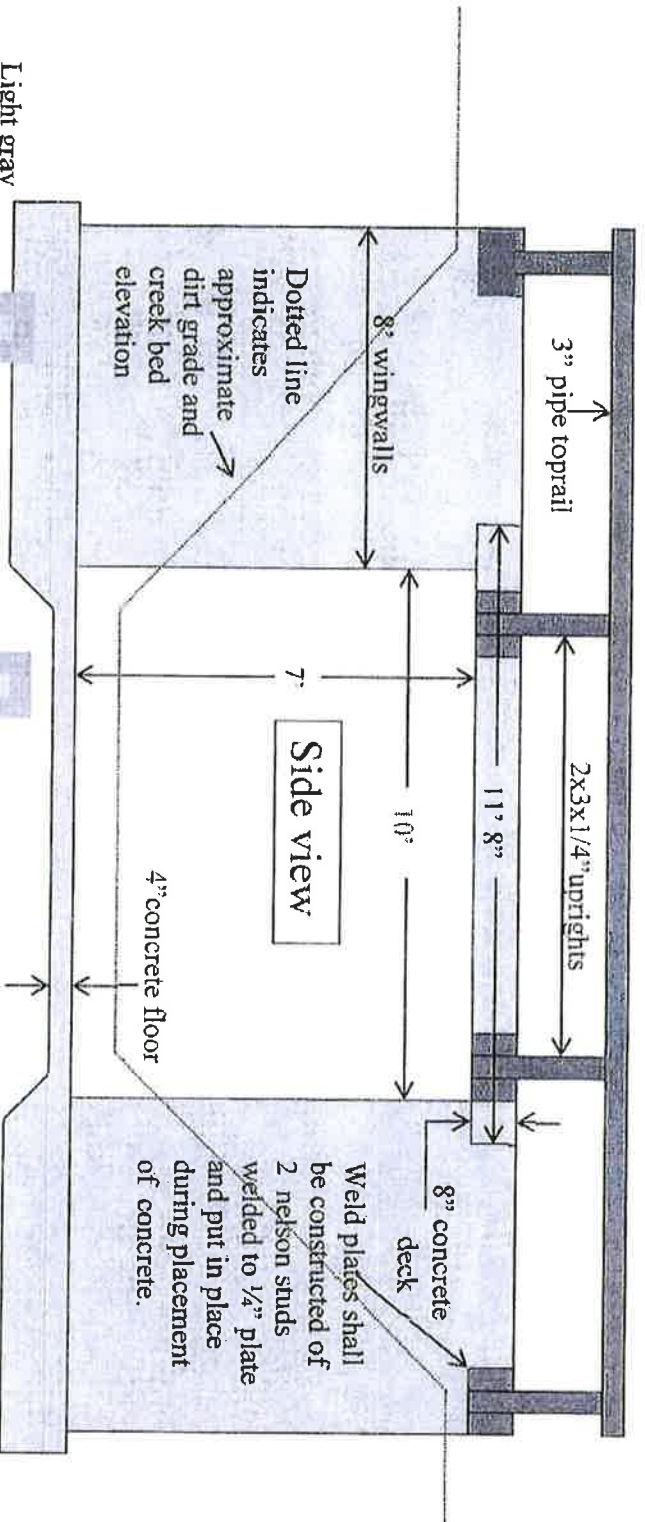 3” pipe toprail
2x3x1/4”uprights
8’ wingwalls
11’ 8”
10’
7’
Side view
Dotted line
indicates
approximate
dirt grade and
creek bed
elevation
4”concrete floor
8” concrete
deck
Weld plates shall
be constructed of
2 nelson studs
welded to ¼” plate
and put in place
during placement
of concrete.
Light gray